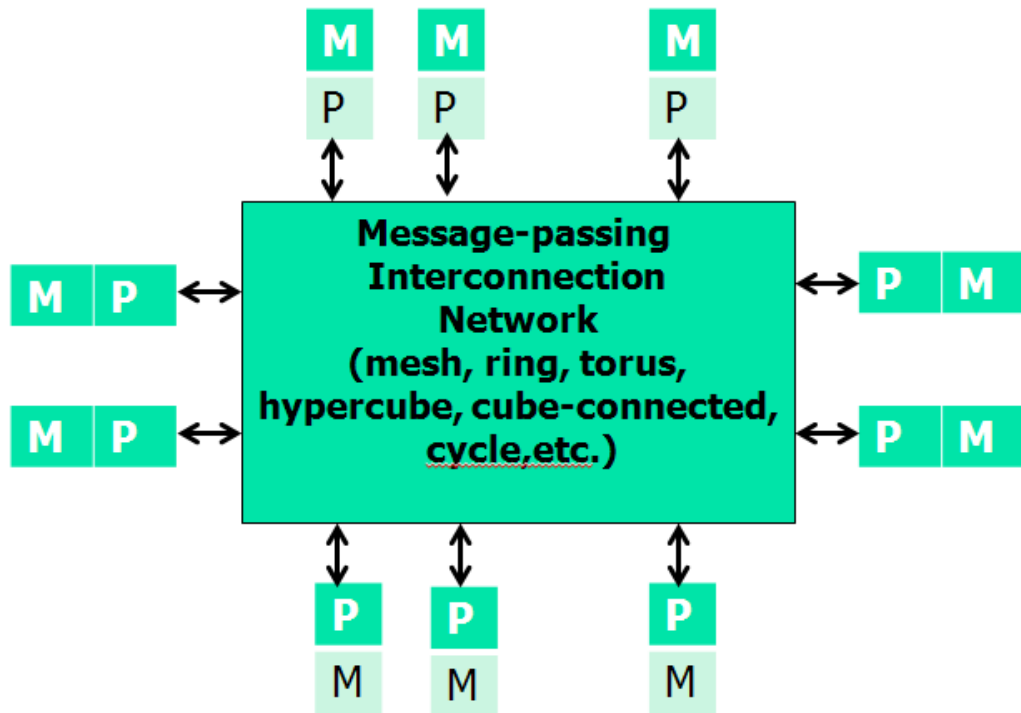 M M M
P P P
Message-passing
Interconnection
Network
(mesh, ring, torus,
hypercube, cube-connected,
cycle,etc.)
M P
P M
M P
P M
P P P
M M M